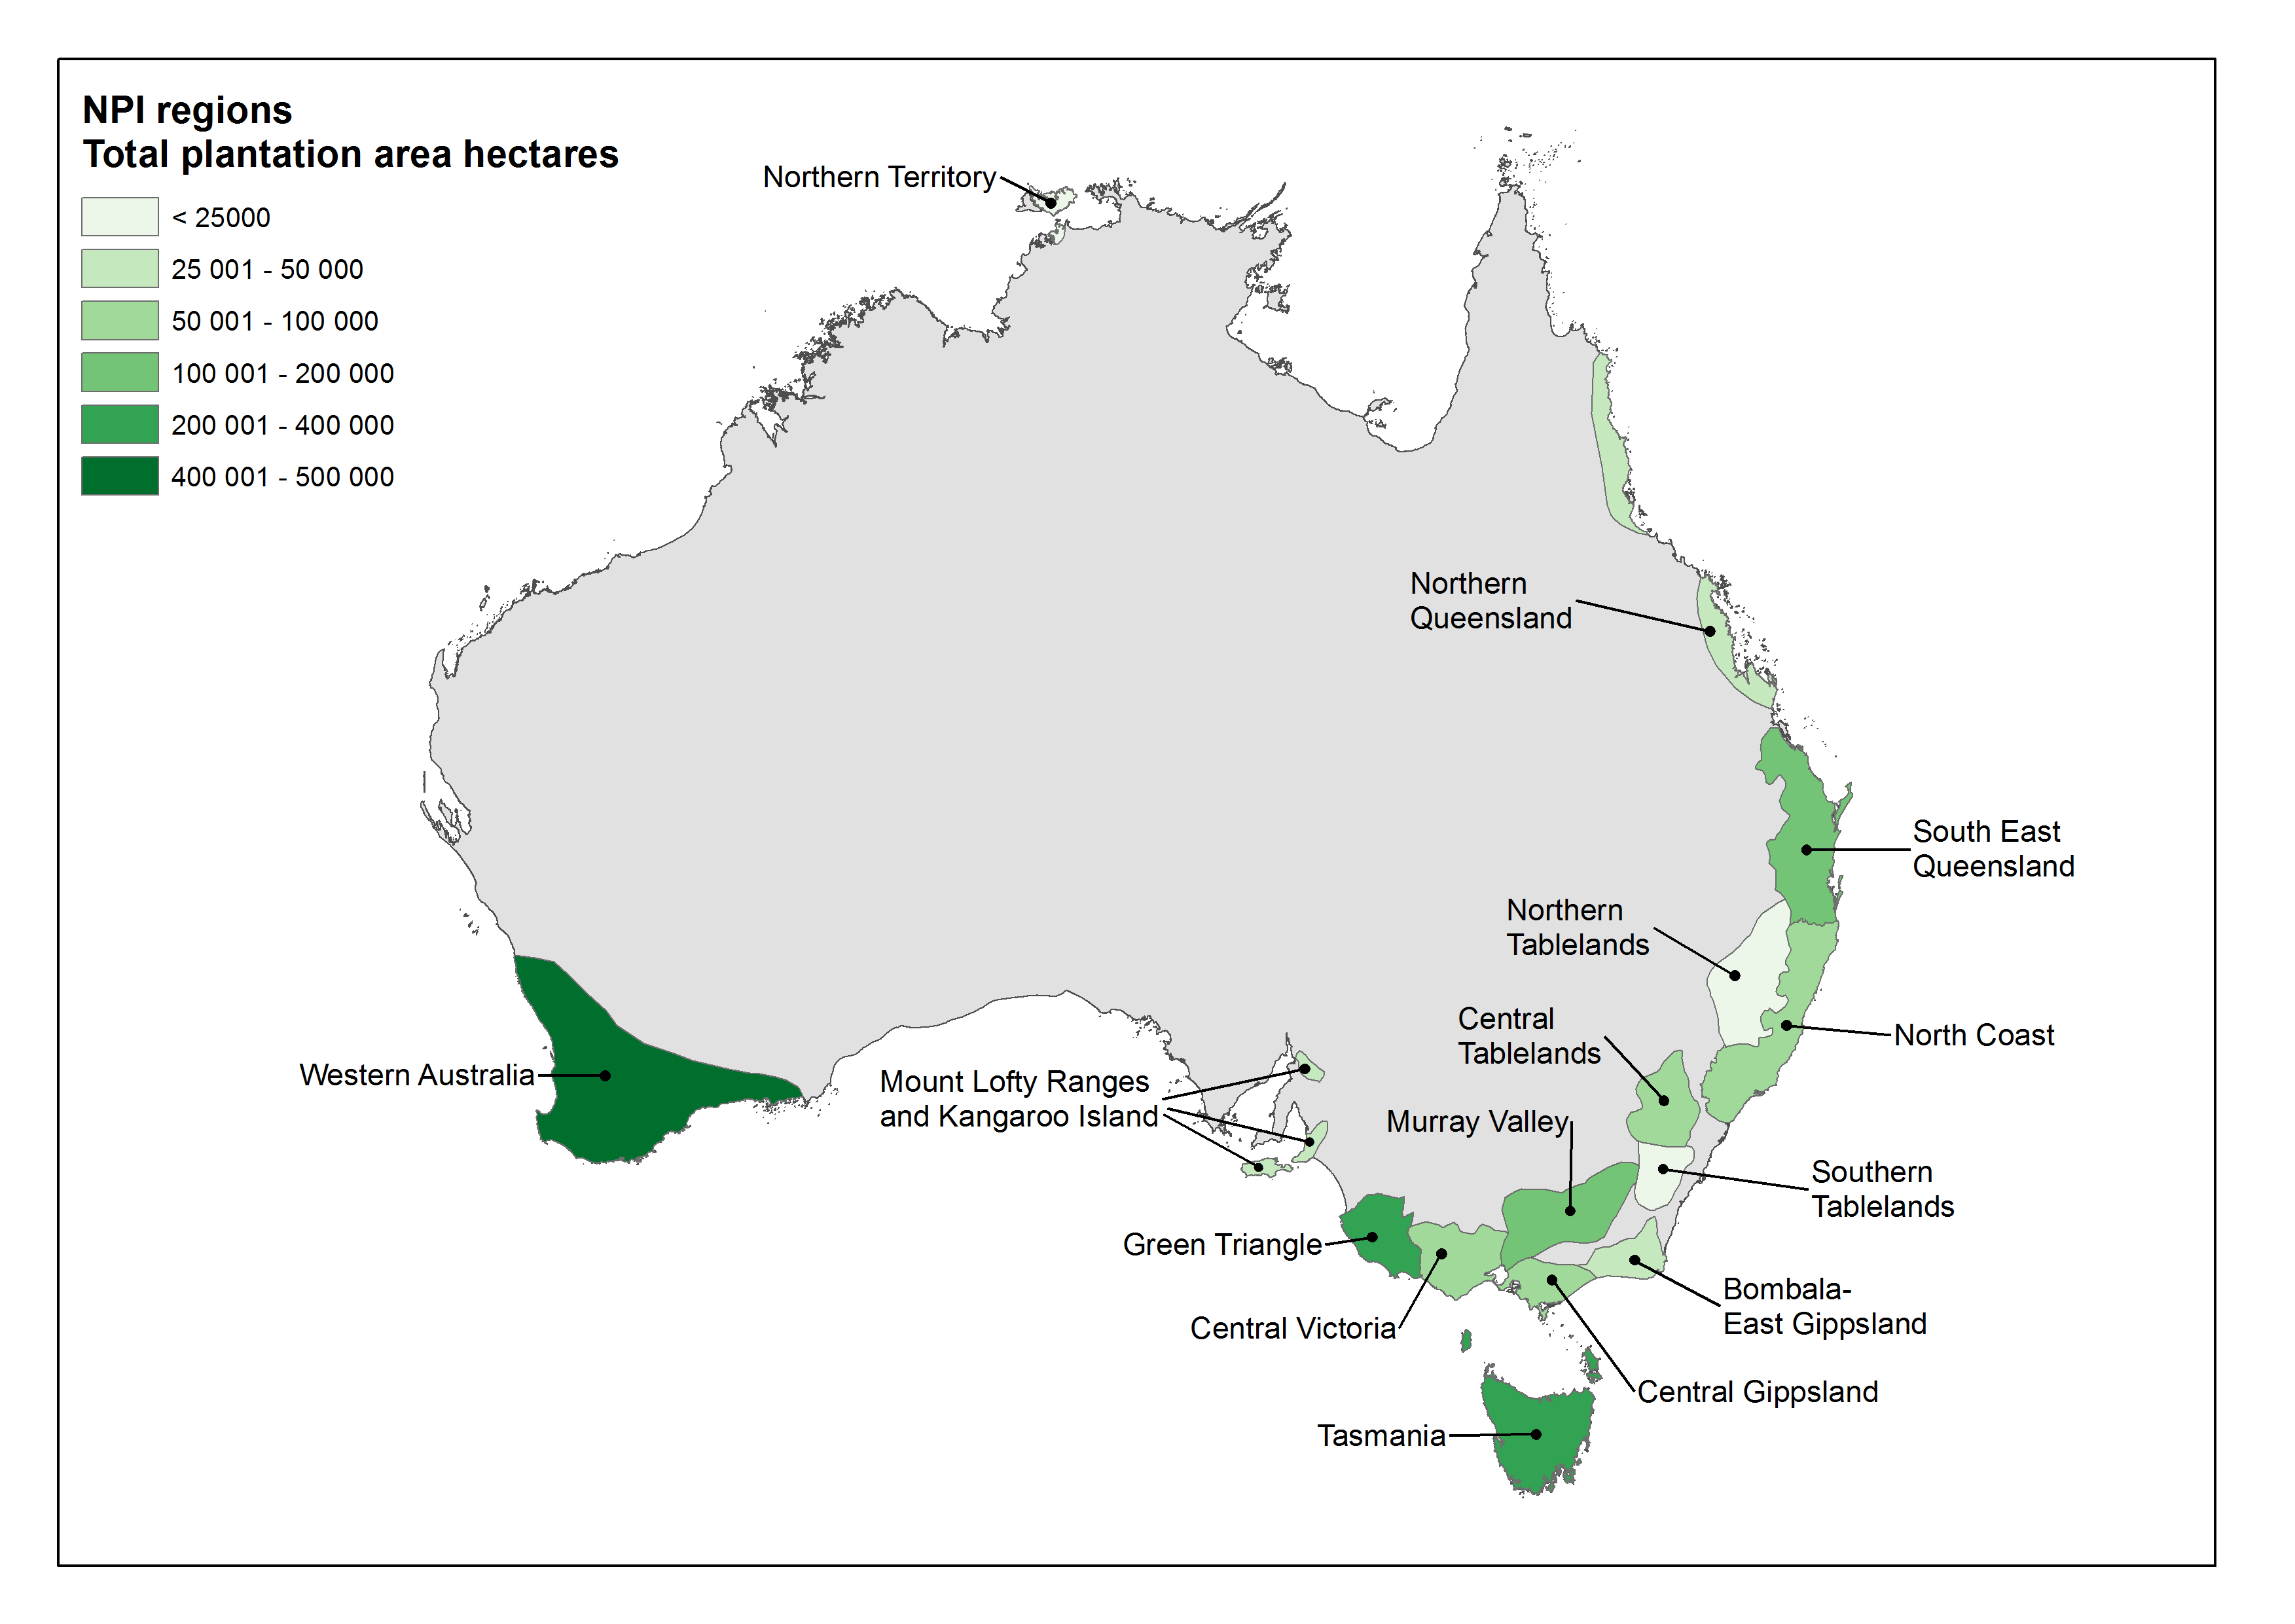 NPI regions
Total plantation area hectares
< 25000
25 001 - 50 000
50 001 - 100 000
100 001 - 200 000
200 001 - 400 000
400 001 - 500 000
Northern Territory
Northern
Queensland
South East
Queensland
Northern
Tablelands
Central
Tablelands
North Coast
Western Australia
Mount Lofty Ranges
and Kangaroo Island
Murray Valley
Southern
Tablelands
Green Triangle
Bombala-
East Gippsland
Central Victoria
Central Gippsland
Tasmania